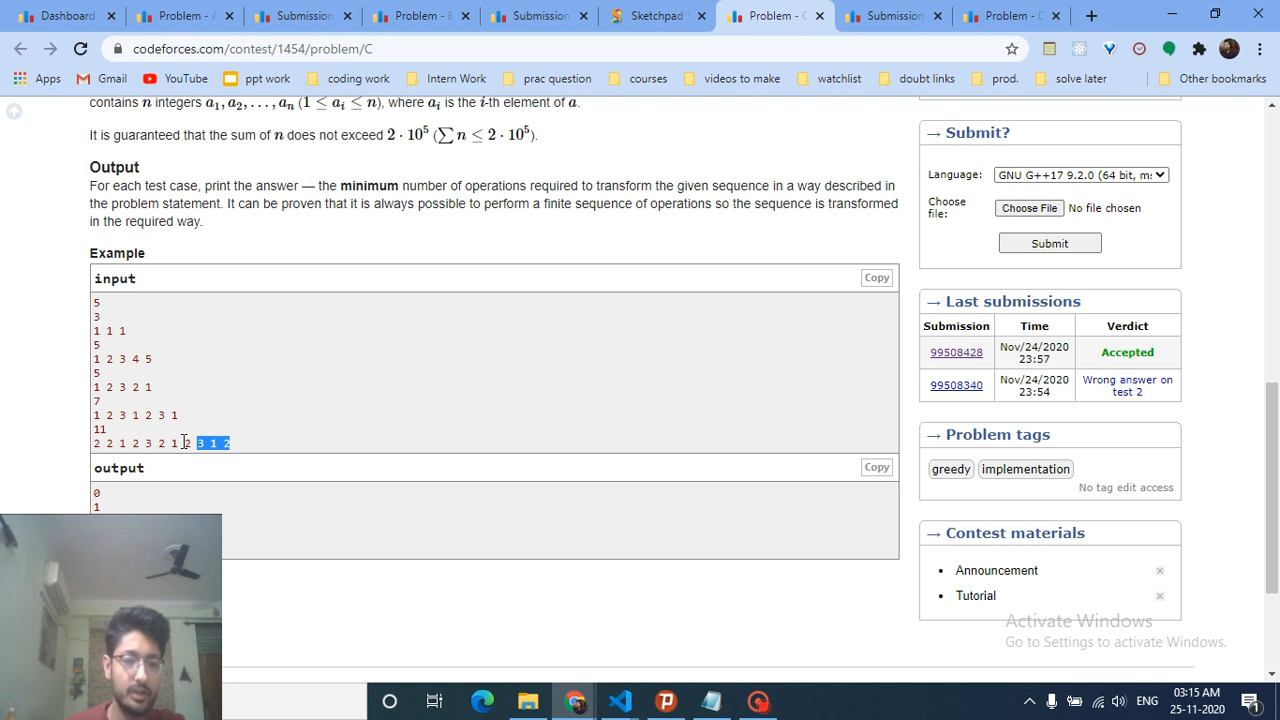 Dashboard
Problem - A
Submission
Problem - B
Submission
Sketchpad
Problem - C
Submission
Problem - D
codeforces.com/contest/1454/problem/C
Apps
Gmail
YouTube
ppt work
coding work
Intern Work
prac question
courses
videos to make
watchlist
doubt links
prod.
solve later
Other bookmarks
contains n integers a1, a2, …, an (1 ≤ ai ≤ n), where ai is the i-th element of a.
It is guaranteed that the sum of n does not exceed 2 · 10^5 (∑ n ≤ 2 · 10^5).
Output
For each test case, print the answer — the minimum number of operations required to transform the given sequence in a way described in
the problem statement. It can be proven that it is always possible to perform a finite sequence of operations so the sequence is transformed
in the required way.
Example
input
Copy
5
3
1 1 1
5
1 2 3 4 5
5
1 2 3 2 1
7
1 2 3 1 2 3 1
11
2 2 1 2 3 2 1 2 3 1 2
output
Copy
0
1
→ Submit?
Language:
GNU G++17 9.2.0 (64 bit, m
Choose
file:
Choose File No file chosen
Submit
→ Last submissions
Submission Time Verdict
99508428 Nov/24/2020 23:57 Accepted
99508340 Nov/24/2020 23:54 Wrong answer on test 2
→ Problem tags
greedy implementation
No tag edit access
→ Contest materials
Announcement
Tutorial
Activate Windows
Go to Settings to activate Windows.
ENG
03:15 AM
25-11-2020